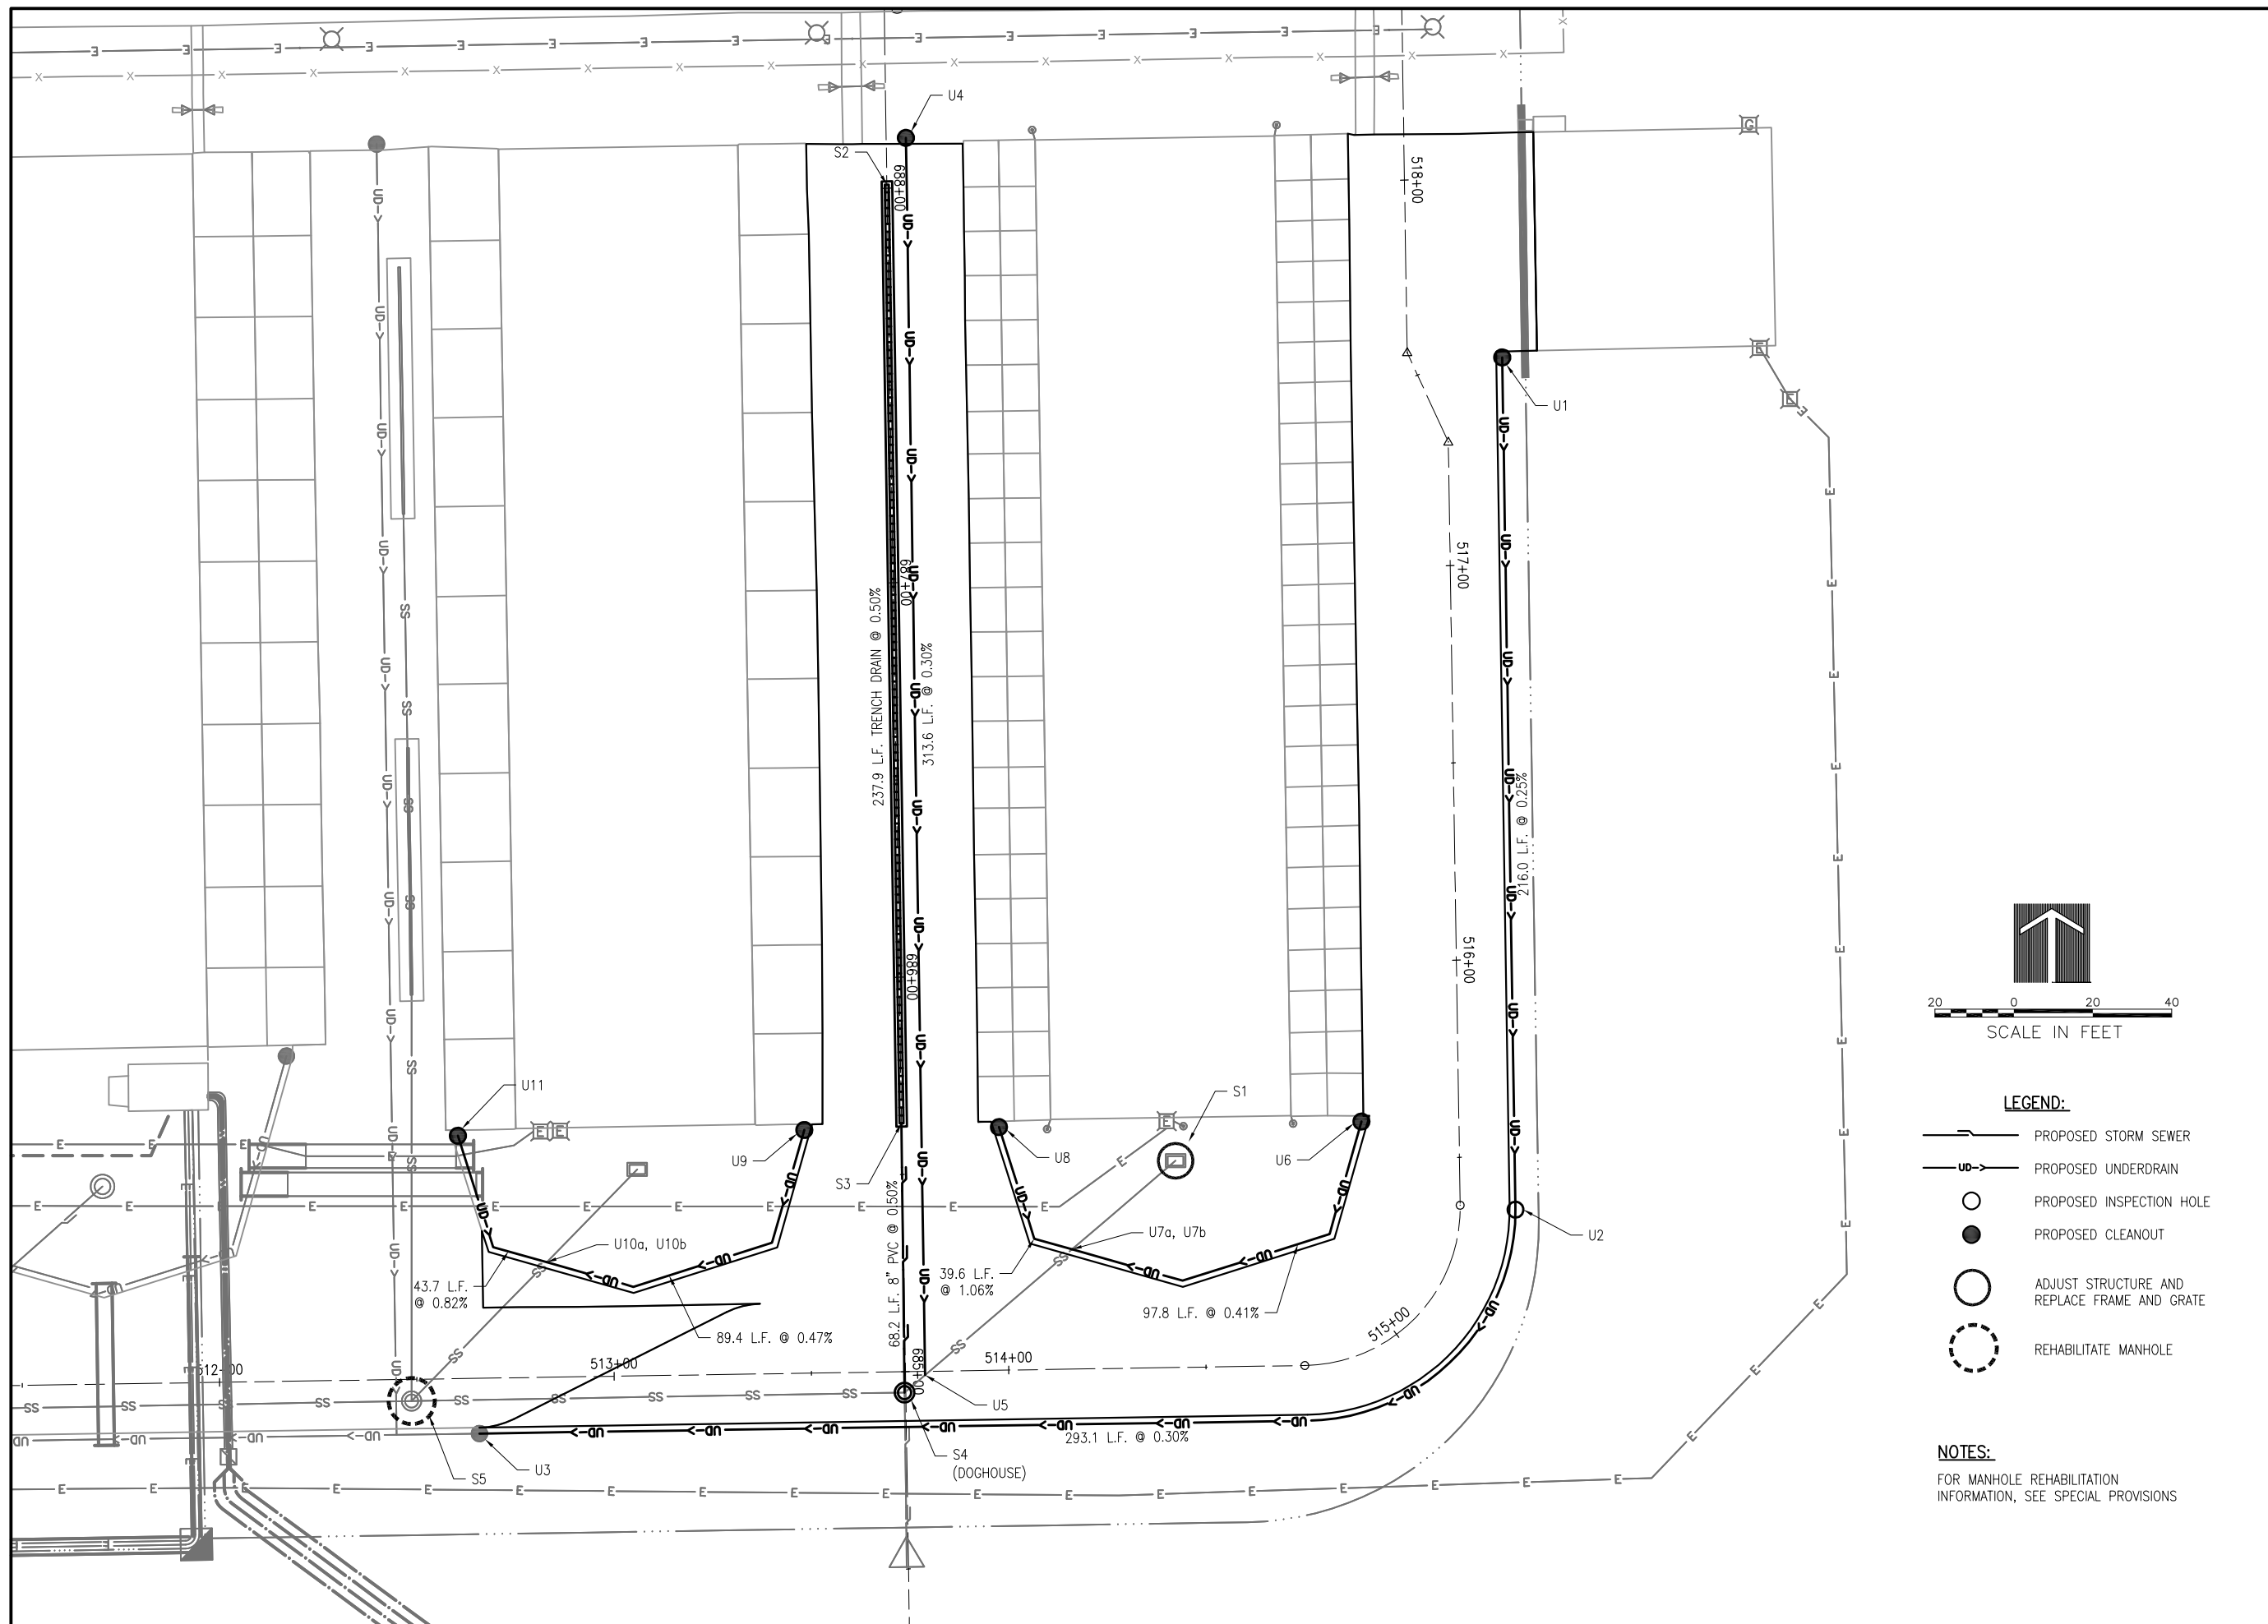 U4
S2
688+00
518+00
G
E
E
U1
517+00
687+00
237.9 L.F. TRENCH DRAIN @ 0.50%
313.6 L.F. @ 0.30%
216.0 L.F. @ 0.25%
516+00
686+00
20 0 20 40
SCALE IN FEET
LEGEND:
PROPOSED STORM SEWER
UD
PROPOSED UNDERDRAIN
PROPOSED INSPECTION HOLE
PROPOSED CLEANOUT
ADJUST STRUCTURE AND
REPLACE FRAME AND GRATE
REHABILITATE MANHOLE
NOTES:
FOR MANHOLE REHABILITATION
INFORMATION, SEE SPECIAL PROVISIONS
U11
E E
U9
S3
U8
E
S1
U6
U2
U10a, U10b
U7a, U7b
43.7 L.F.
@ 0.82%
89.4 L.F. @ 0.47%
68.2 L.F. 8" PVC @ 0.50%
39.6 L.F.
@ 1.06%
97.8 L.F. @ 0.41%
512+00
513+00
685+00
514+00
515+00
U5
293.1 L.F. @ 0.30%
S4
(DOGHOUSE)
U3
S5
UD
SS
E
X